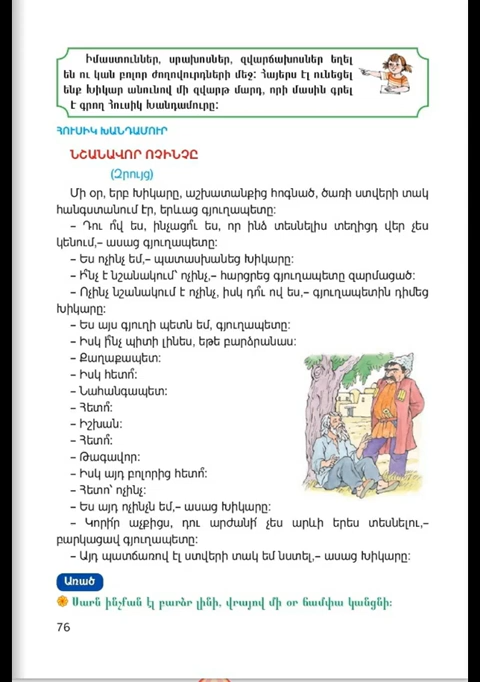 Իմաստուններ, սրախոսներ, զվարճախոսներ եղել
են ու կան բոլոր ժողովուրդների մեջ: Հայերս էլ ունեցել
ենք Խիկար անունով մի զվարթ մարդ, որի մասին գրել
է գրող Հուսիկ Խանդամուրը:
ՀՈՒՍԻԿ ԽԱՆԴԱՄՈՒՐ
ՆՇԱՆԱՎՈՐ ՈՉԻՆՉԸ
(Զրույց)
Մի օր, երբ Խիկարը, աշխատանքից հոգնած, ծառի ստվերի տակ
հանգստանում էր, երևաց գյուղապետը:
– Դու ո՞վ ես, ինչացո՞ւ ես, որ ինձ տեսնելիս տեղիցդ վեր չես
կենում,– ասաց գյուղապետը:
– Ես ոչինչ եմ,– պատասխանեց Խիկարը:
– Ի՞նչ է նշանակում՝ ոչինչ,– հարցրեց գյուղապետը զարմացած:
– Ոչինչ նշանակում է ոչինչ, իսկ դո՞ւ ով ես,– գյուղապետին դիմեց
Խիկարը:
– Ես այս գյուղի պետն եմ, գյուղապետը:
– Իսկ ի՞նչ պիտի լինես, եթե բարձրանաս:
– Քաղաքապետ:
– Իսկ հետո՞:
– Նահանգապետ:
– Հետո՞:
– Իշխան:
– Հետո՞:
– Թագավոր:
– Իսկ այդ բոլորից հետո՞:
– Հետո՝ ոչինչ:
– Ես այդ ոչինչն եմ,– ասաց Խիկարը:
– Կորի՛ր աչքիցս, դու արժանի՛ չես արևի երես տեսնելու,–
բարկացավ գյուղապետը:
– Այդ պատճառով էլ ստվերի տակ եմ նստել,– ասաց Խիկարը:
Առած
Սարն ինչքան էլ բարձր լինի, վրայով մի օր ճամփա կանցնի:
76